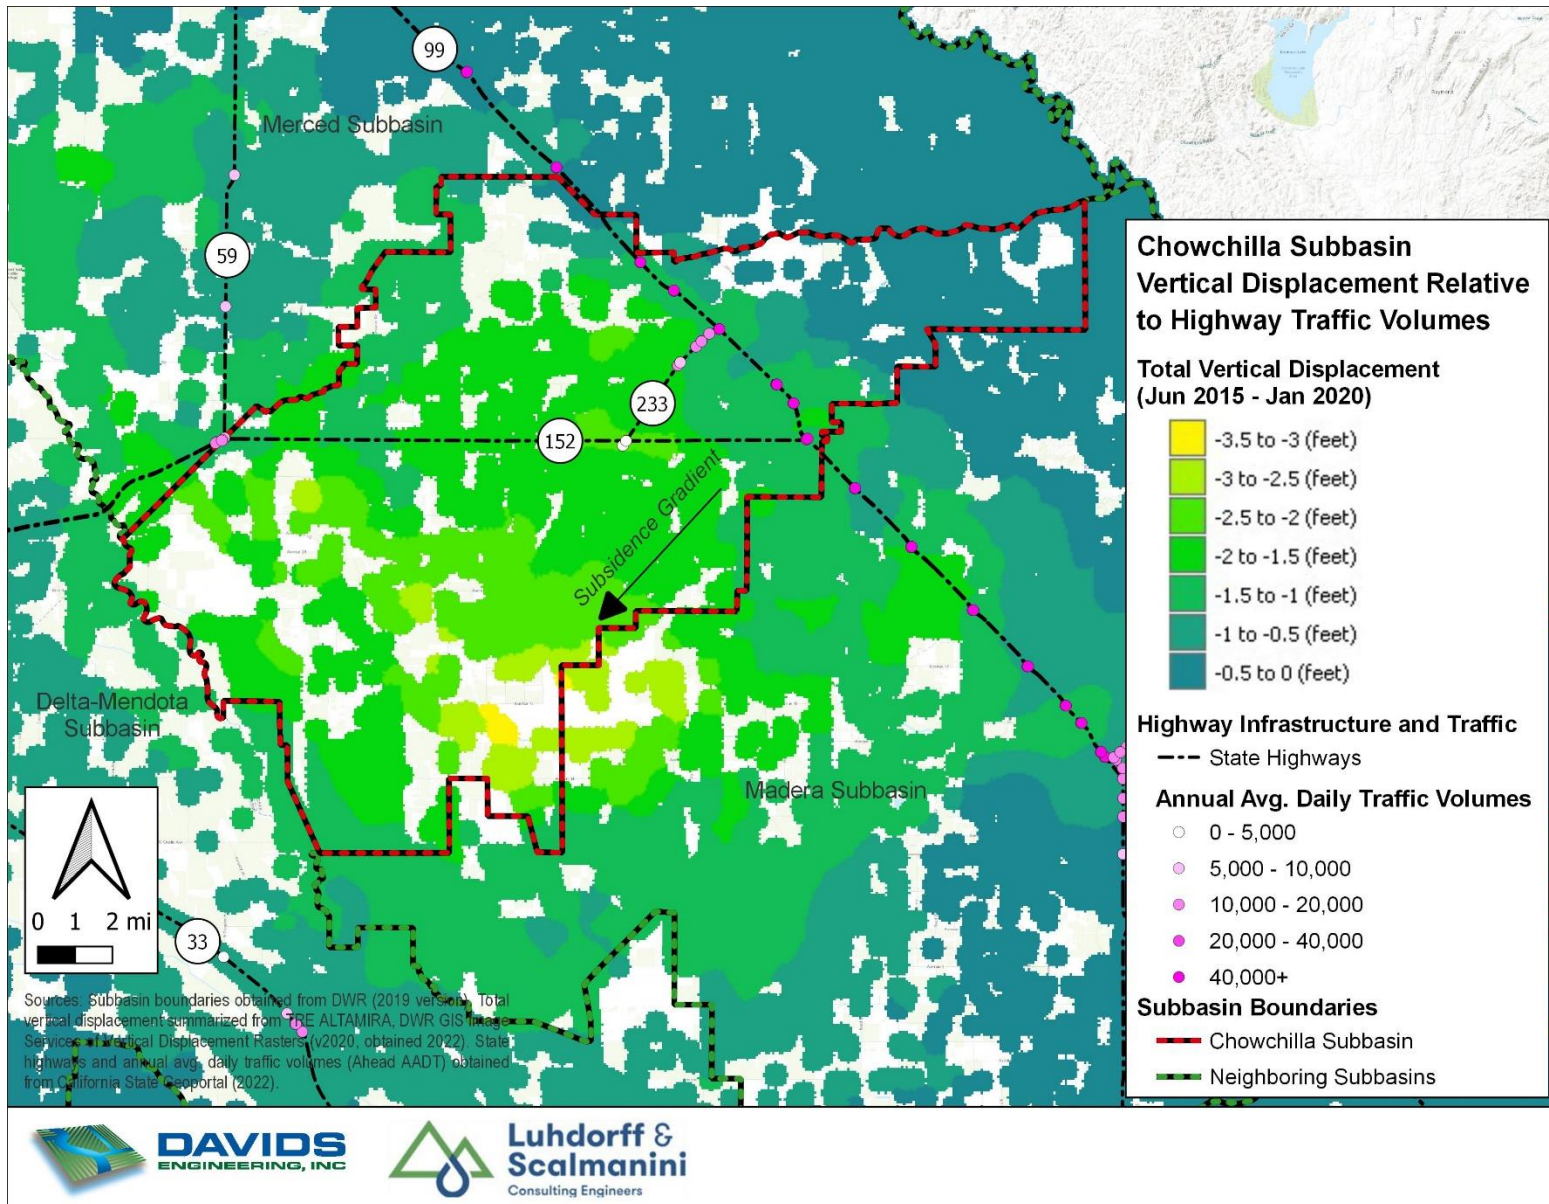 99
Merced Subbasin
59
233
152
Subsidence Gradient
Delta-Mendota
Subbasin
Madera Subbasin
33
0 1 2 mi
Sources: Subbasin boundaries obtained from DWR (2019 version). Total
vertical displacement summarized from TRE ALTAMIRA, DWR GIS Image
Services of Vertical Displacement Rasters (v2020, obtained 2022). State
highways and annual avg. daily traffic volumes (Ahead AADT) obtained
from California State Geoportal (2022).
Chowchilla Subbasin
Vertical Displacement Relative
to Highway Traffic Volumes
Total Vertical Displacement
(Jun 2015 - Jan 2020)
-3.5 to -3 (feet)
-3 to -2.5 (feet)
-2.5 to -2 (feet)
-2 to -1.5 (feet)
-1.5 to -1 (feet)
-1 to -0.5 (feet)
-0.5 to 0 (feet)
Highway Infrastructure and Traffic
State Highways
Annual Avg. Daily Traffic Volumes
0 - 5,000
5,000 - 10,000
10,000 - 20,000
20,000 - 40,000
40,000+
Subbasin Boundaries
Chowchilla Subbasin
Neighboring Subbasins
DAVIDS
ENGINEERING, INC
Luhdorff &
Scalmanini
Consulting Engineers